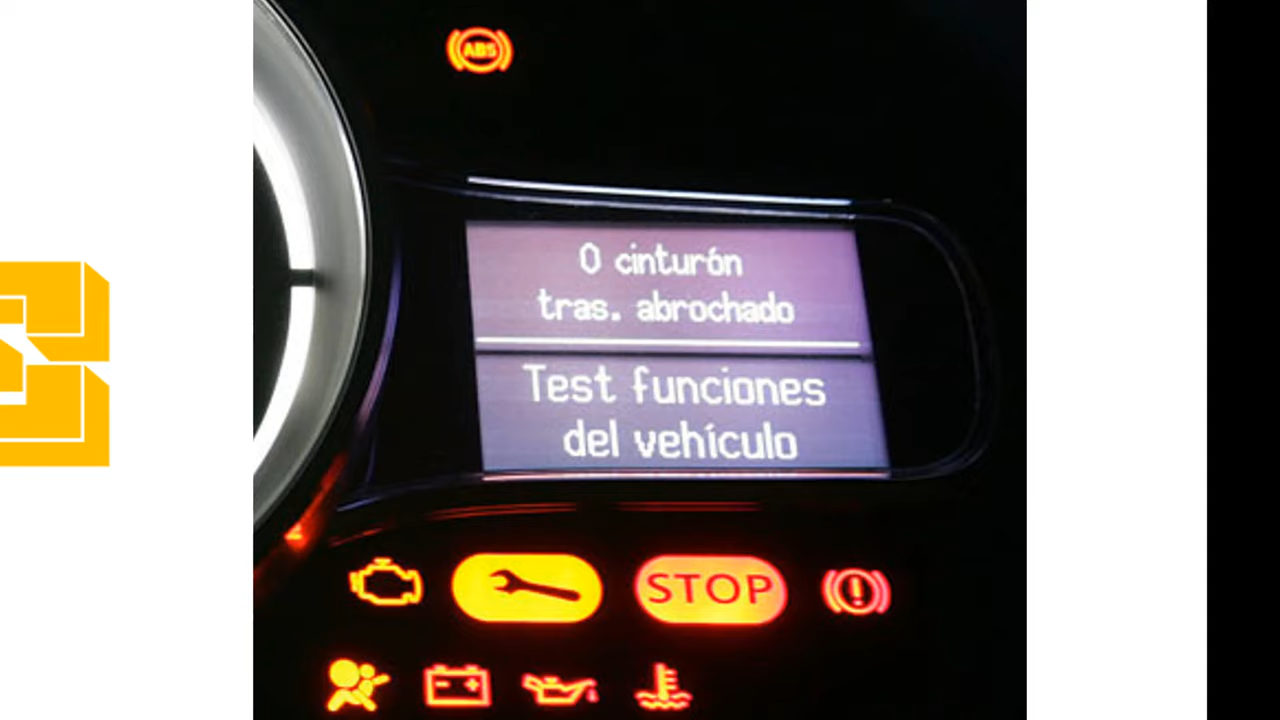 ABS
0 cinturón
tras. abrochado
Test funciones
del vehículo
STOP